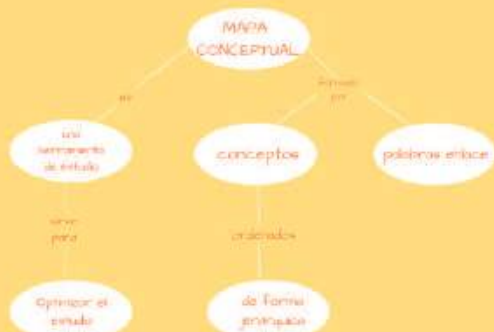 MAPA
CONCEPTUAL
es
formado
por
una
herramienta
de estudio
conceptos
palabras enlace
sirve
para
ordenados
Optimizar el
estudio
de forma
jerárquica